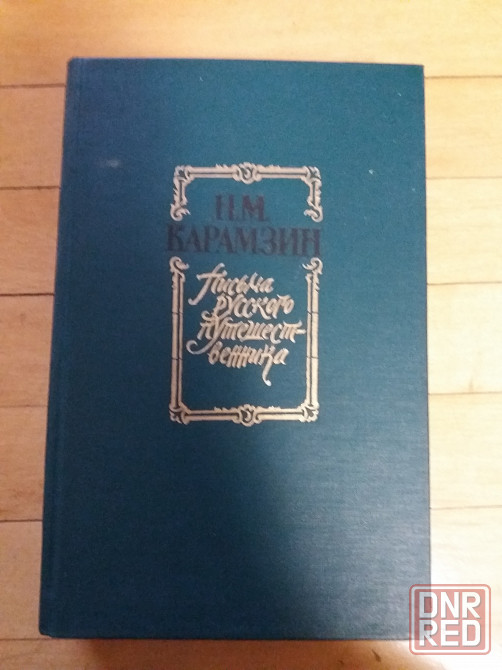 Н.М.
КАРАМЗИН
Письма
русского
путешест-
венника
DNR
RED